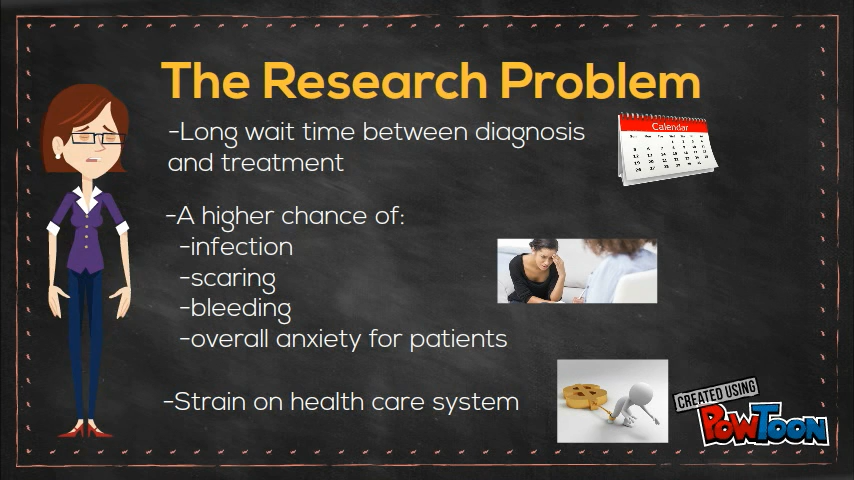 The Research Problem
-Long wait time between diagnosis
and treatment
Calendar
-A higher chance of:
-infection
-scaring
-bleeding
-overall anxiety for patients
-Strain on health care system
CREATED USING
POWTOON